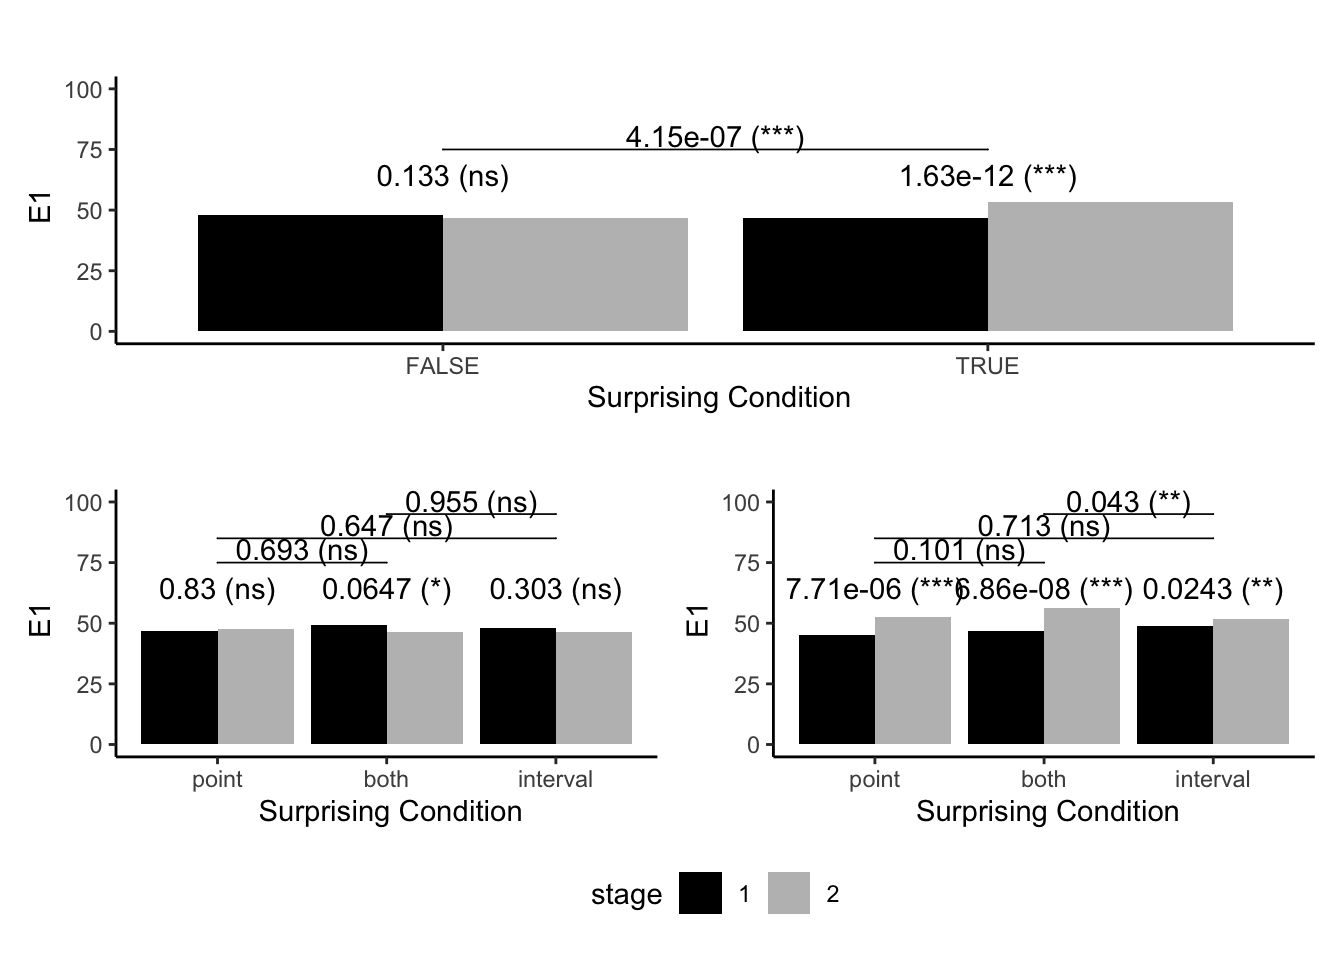 100
4.15e-07 (***)
75
0.133 (ns) 1.63e-12 (***)
E1
50
25
0
FALSE TRUE
Surprising Condition
100
0.955 (ns)
0.647 (ns)
0.693 (ns)
75
0.83 (ns) 0.0647 (*) 0.303 (ns)
E1
50
25
0
point both interval
Surprising Condition
100
0.043 (**)
0.713 (ns)
0.101 (ns)
75
7.71e-06 (***) 6.86e-08 (***) 0.0243 (**)
E1
50
25
0
point both interval
Surprising Condition
stage 1 2